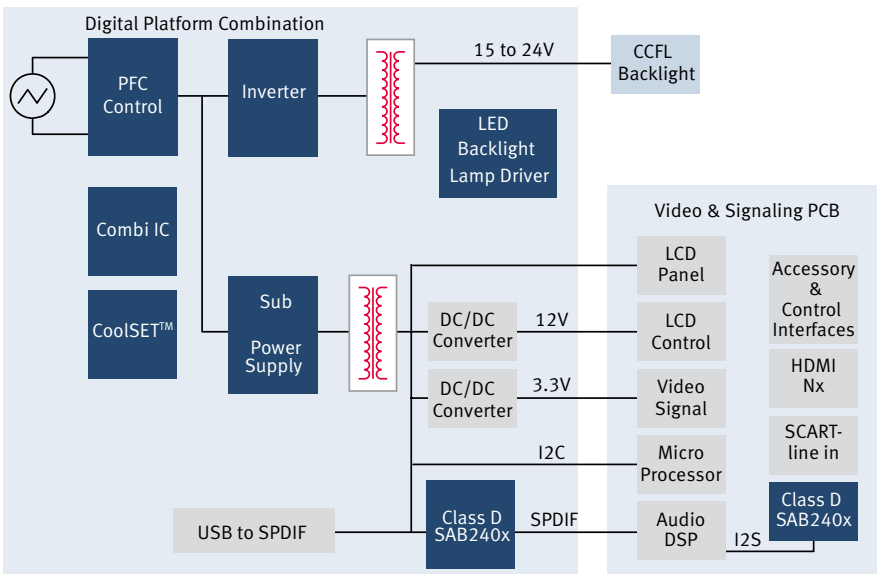 Digital Platform Combination
PFC
Control
Inverter
15 to 24V
CCFL
Backlight
LED
Backlight
Lamp Driver
Combi IC
CoolSET™
Sub
Power
Supply
DC/DC
Converter
12V
DC/DC
Converter
3.3V
I2C
USB to SPDIF
Class D
SAB240x
SPDIF
Video & Signaling PCB
LCD
Panel
LCD
Control
Video
Signal
Micro
Processor
Audio
DSP
I2S
Accessory
&
Control
Interfaces
HDMI
Nx
SCART-
line in
Class D
SAB240x